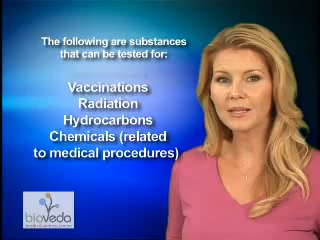 The following are substances
that can be tested for:
Vaccinations
Radiation
Hydrocarbons
Chemicals (related
to medical procedures)
bioveda